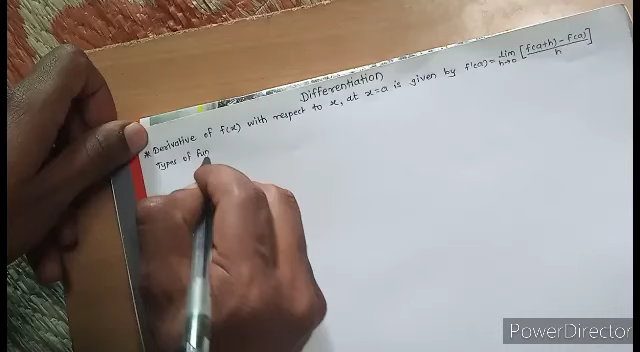 Differentiation
* Derivative of f(x) with respect to x, at x=a is given by f'(a)= lim h→0 [f(a+h)-f(a)/h]
Types of fun
PowerDirector